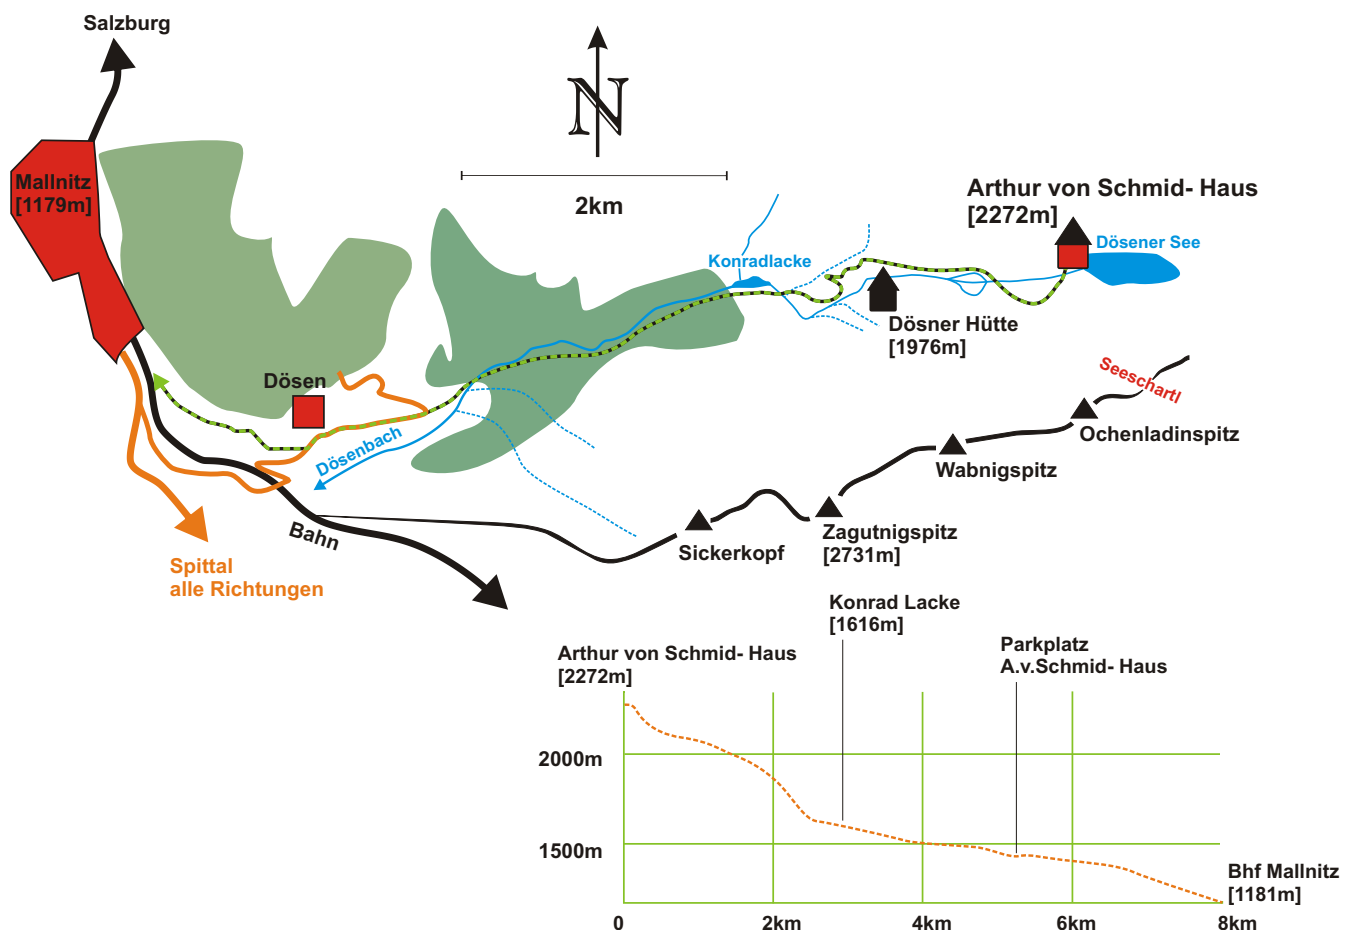 Salzburg
Mallnitz
[1179m]
N
2km
Arthur von Schmid- Haus
[2272m]
Dösener See
Konradlacke
Dösner Hütte
[1976m]
Dösen
Dösenbach
Seeschartl
Ochenladinspitz
Wabnigspitz
Zagutnigspitz
[2731m]
Sickerkopf
Bahn
Spittal
alle Richtungen
Konrad Lacke
[1616m]
Parkplatz
A.v.Schmid- Haus
Arthur von Schmid- Haus
[2272m]
2000m
1500m
Bhf Mallnitz
[1181m]
0
2km
4km
6km
8km